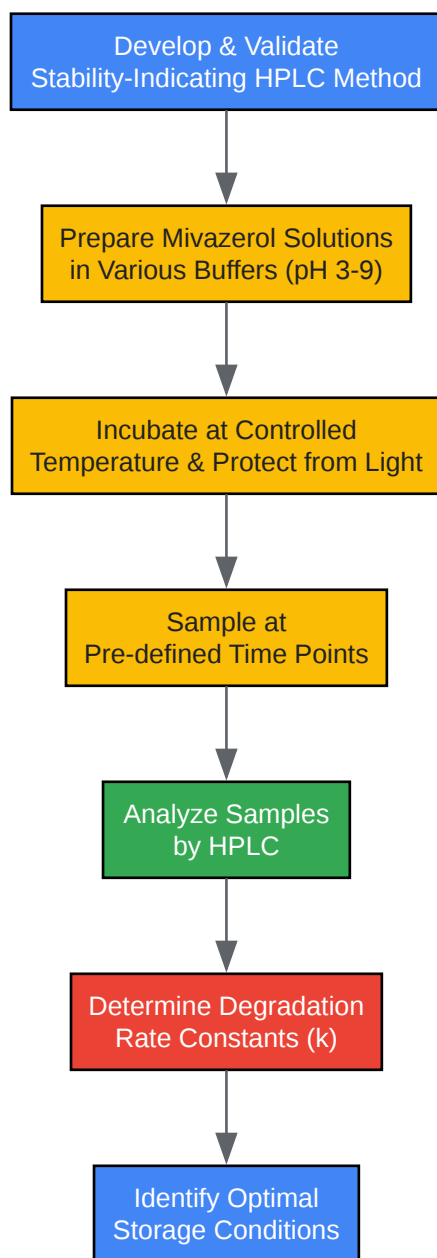 Develop & Validate
Stability-Indicating HPLC Method
Prepare Mivazerol Solutions
in Various Buffers (pH 3-9)
Incubate at Controlled
Temperature & Protect from Light
Sample at
Pre-defined Time Points
Analyze Samples
by HPLC
Determine Degradation
Rate Constants (k)
Identify Optimal
Storage Conditions